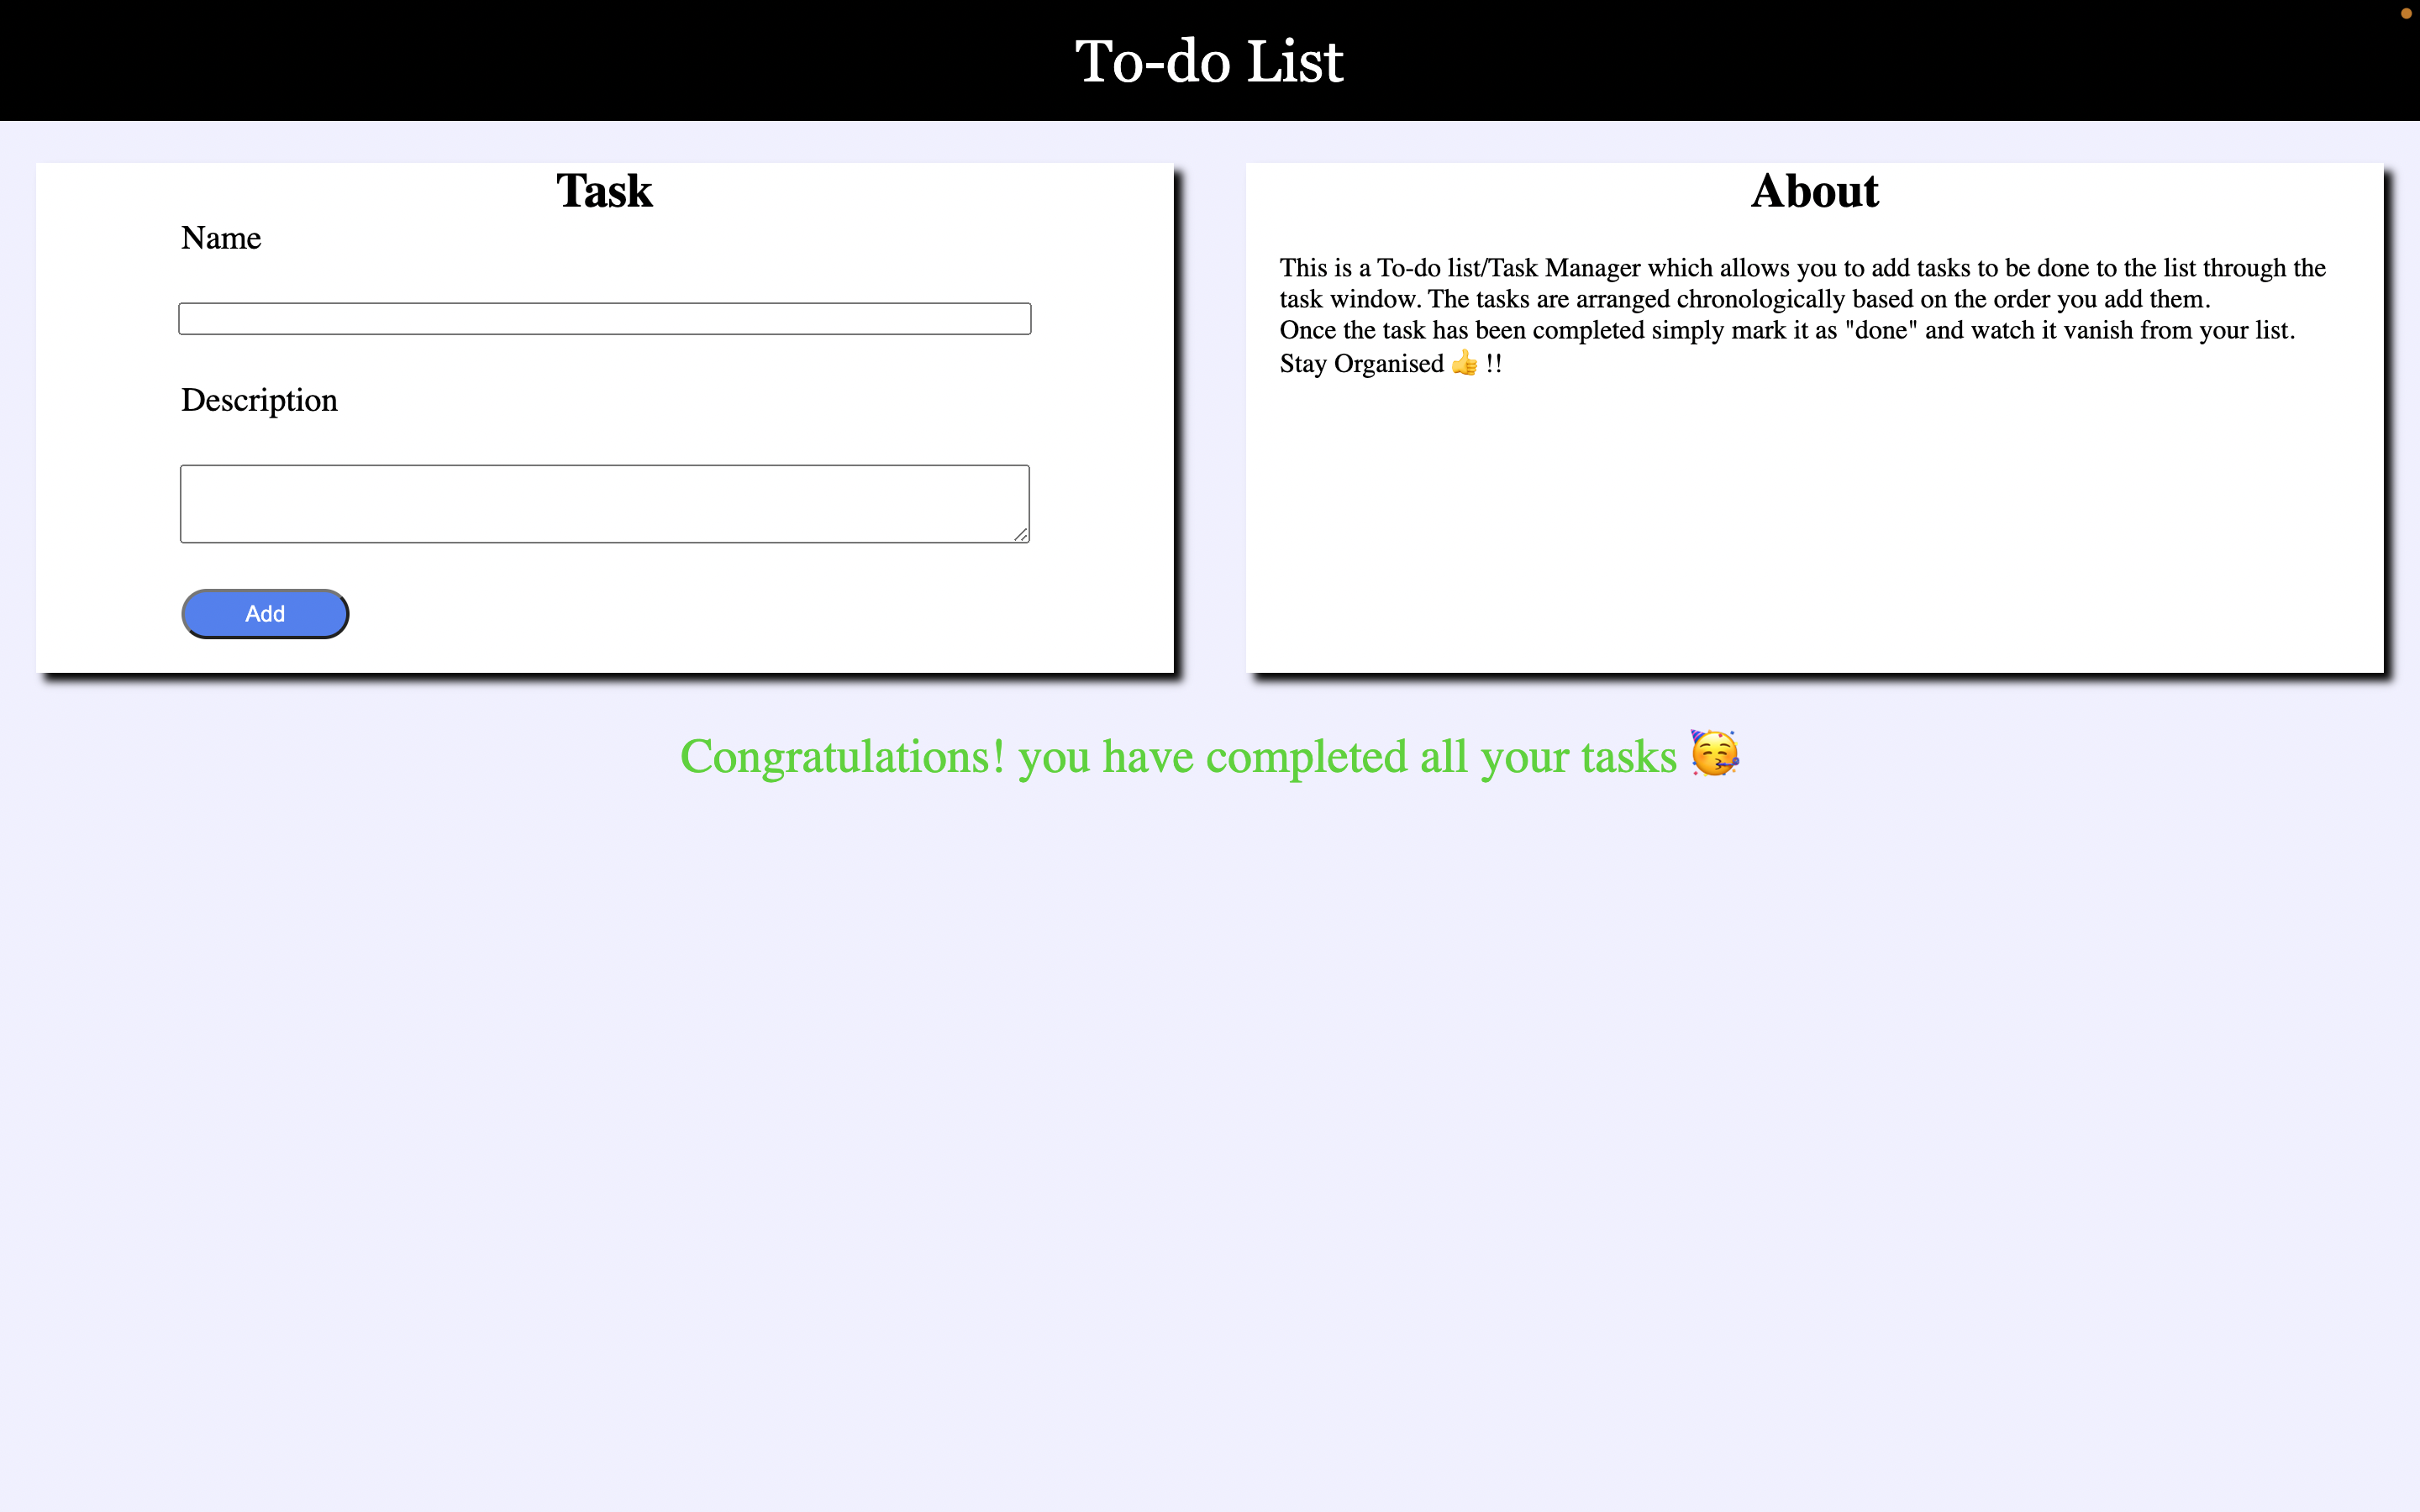 To-do List
Task
Name
Description
Add
About
This is a To-do list/Task Manager which allows you to add tasks to be done to the list through the
task window. The tasks are arranged chronologically based on the order you add them.
Once the task has been completed simply mark it as "done" and watch it vanish from your list.
Stay Organised 👍 !!
Congratulations! you have completed all your tasks 🥳